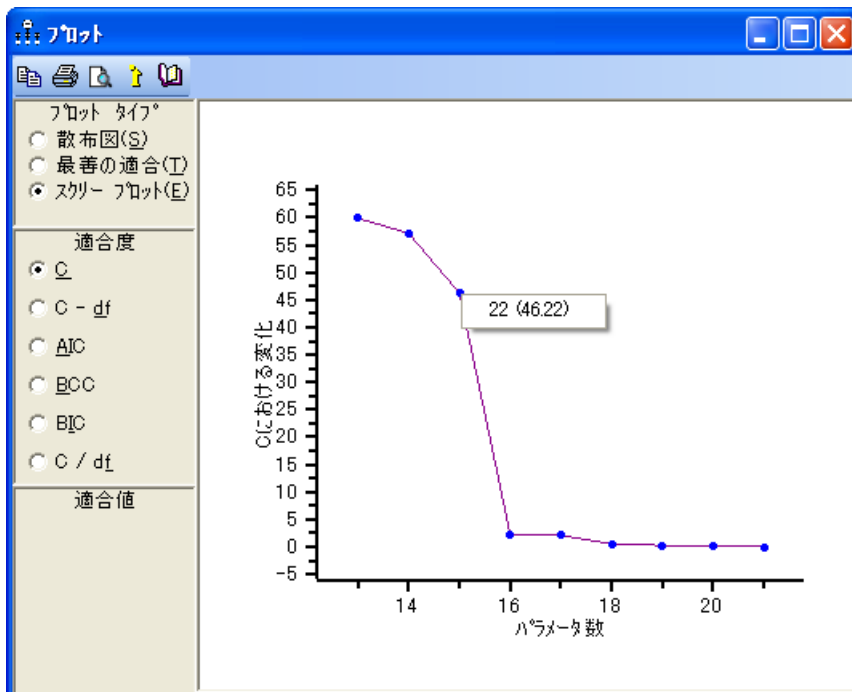 プロット
プロット タイプ
散布図(S)
最善の適合(T)
スクリー プロット(E)
適合度
C
C - df
AIC
BCC
BIC
C / df
適合値
Cにおける変化
65
60
55
50
45
40
35
30
25
20
15
10
5
0
-5
22 (46.22)
14 16 18 20
パラメータ数